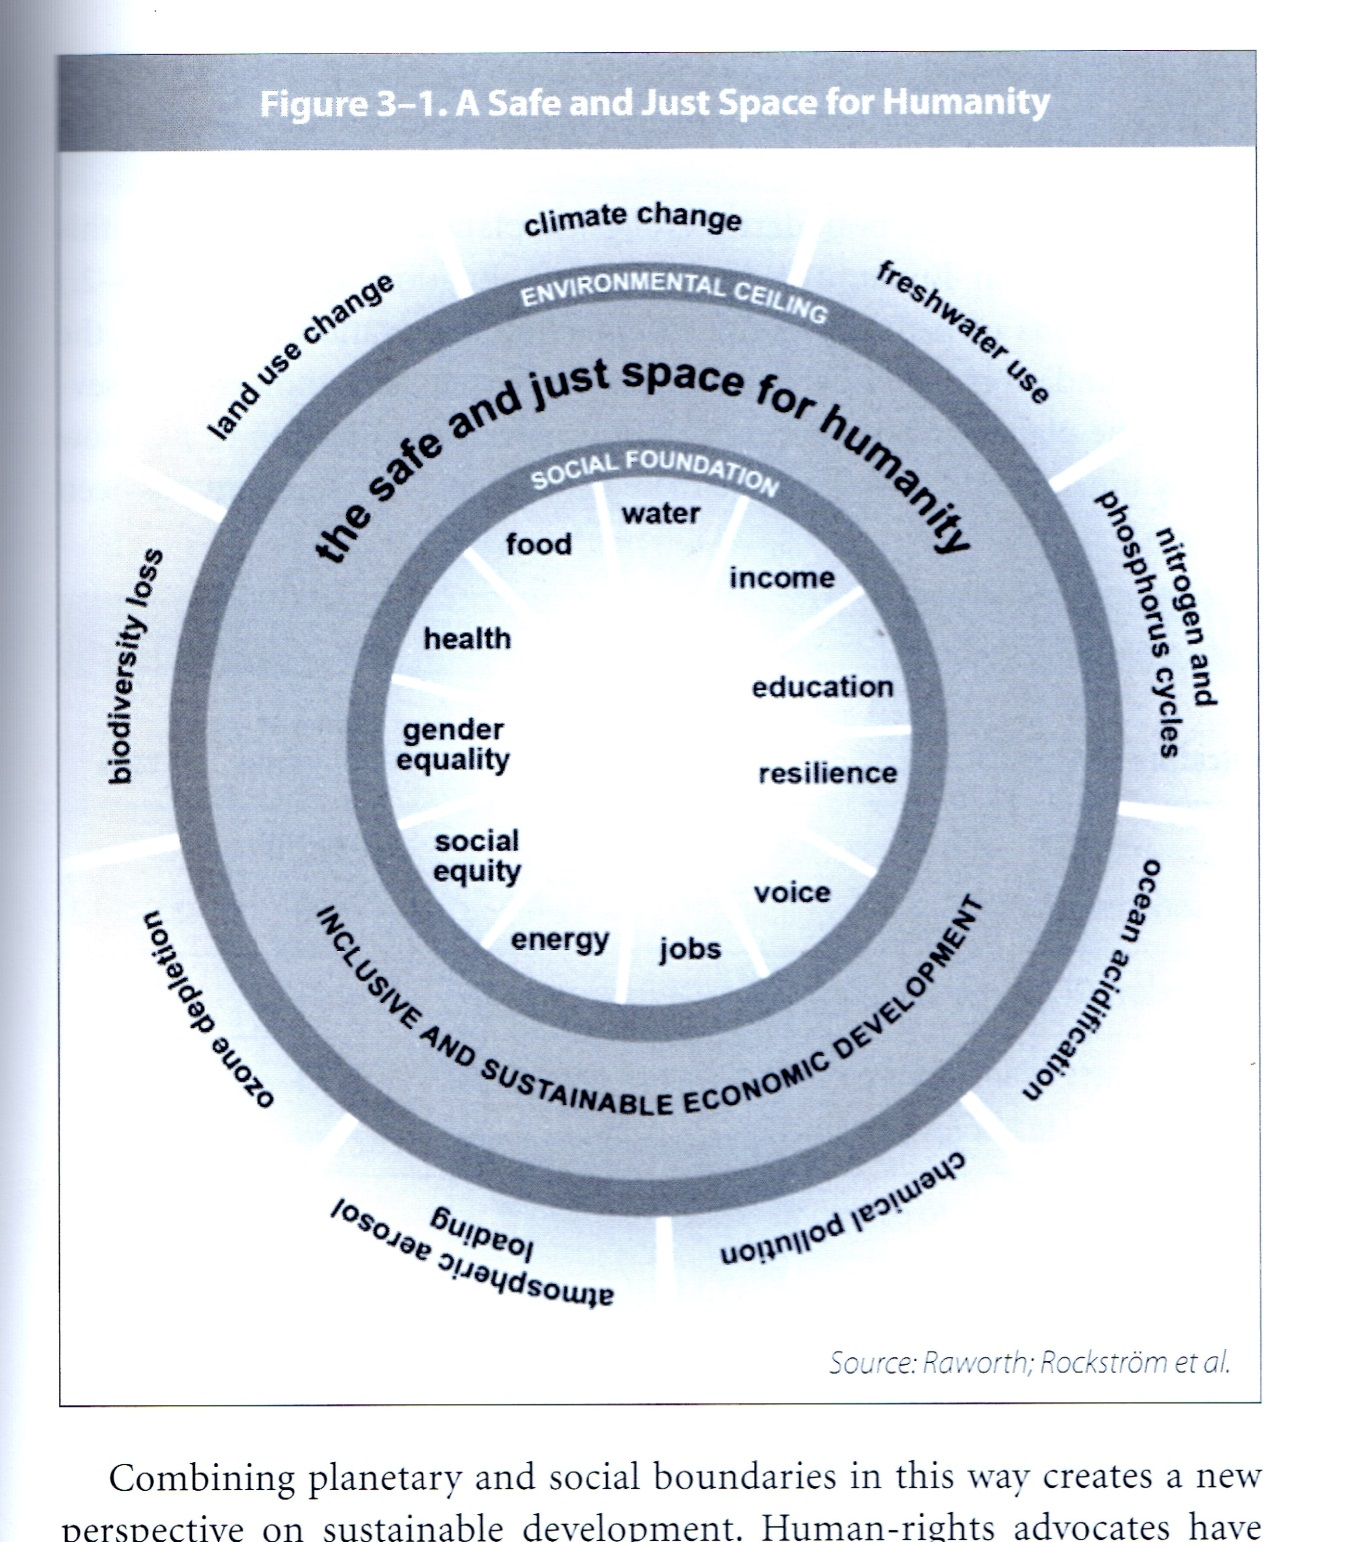 Figure 3–1. A Safe and Just Space for Humanity
climate change
freshwater use
nitrogen and
phosphorus cycles
ocean acidification
chemical pollution
atmospheric aerosol
loading
ozone depletion
biodiversity loss
land use change
ENVIRONMENTAL CEILING
the safe and just space for humanity
SOCIAL FOUNDATION
water
income
education
resilience
voice
jobs
energy
social
equity
gender
equality
health
food
INCLUSIVE AND SUSTAINABLE ECONOMIC DEVELOPMENT
Source: Raworth; Rockström et al.
Combining planetary and social boundaries in this way creates a new
perspective on sustainable development. Human-rights advocates have